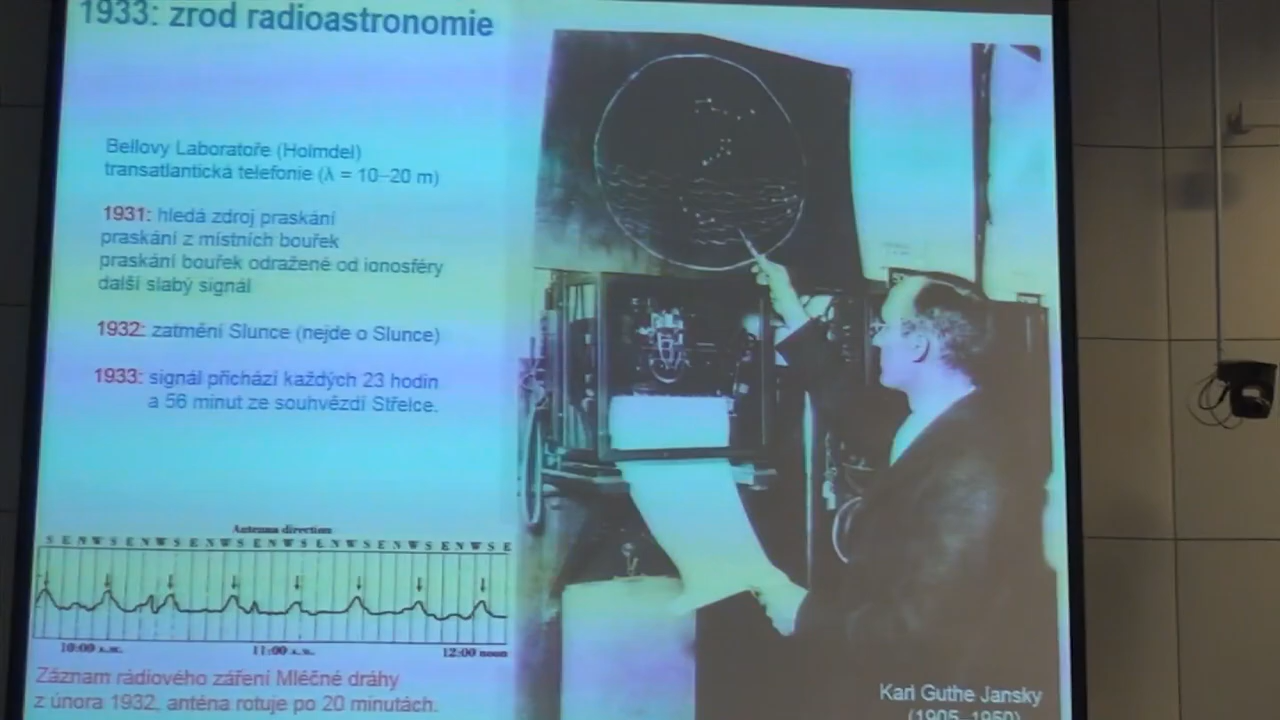 1933: zrod radioastronomie
Bellovy Laboratoře (Holmdel)
transatlantická telefonie (λ = 10–20 m)
1931: hledá zdroj praskání
praskání z místních bouřek
praskání bouřek odražené od ionosféry
další slabý signál
1932: zatmění Slunce (nejde o Slunce)
1933: signál přichází každých 23 hodin
a 56 minut ze souhvězdí Střelce.
Antenna direction
S E N W S E N W S E N W S E N W S E N W S E N W S E N W S E
10:00 a.m. 11:00 a.m. 12:00 noon
Záznam rádiového záření Mléčné dráhy
z února 1932, anténa rotuje po 20 minutách.
Karl Guthe Jansky
(1905–1950)